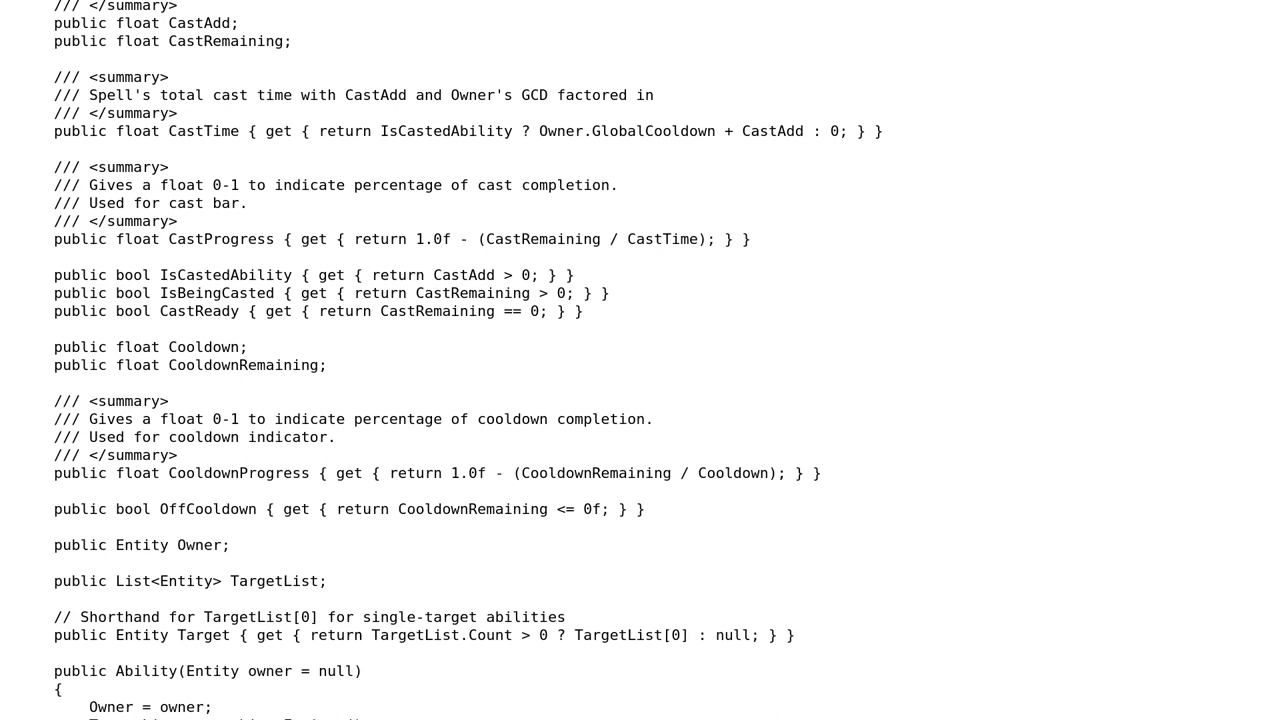 /// </summary>
public float CastAdd;
public float CastRemaining;
/// <summary>
/// Spell's total cast time with CastAdd and Owner's GCD factored in
/// </summary>
public float CastTime { get { return IsCastedAbility ? Owner.GlobalCooldown + CastAdd : 0; } }
/// <summary>
/// Gives a float 0-1 to indicate percentage of cast completion.
/// Used for cast bar.
/// </summary>
public float CastProgress { get { return 1.0f - (CastRemaining / CastTime); } }
public bool IsCastedAbility { get { return CastAdd > 0; } }
public bool IsBeingCasted { get { return CastRemaining > 0; } }
public bool CastReady { get { return CastRemaining == 0; } }
public float Cooldown;
public float CooldownRemaining;
/// <summary>
/// Gives a float 0-1 to indicate percentage of cooldown completion.
/// Used for cooldown indicator.
/// </summary>
public float CooldownProgress { get { return 1.0f - (CooldownRemaining / Cooldown); } }
public bool OffCooldown { get { return CooldownRemaining <= 0f; } }
public Entity Owner;
public List<Entity> TargetList;
// Shorthand for TargetList[0] for single-target abilities
public Entity Target { get { return TargetList.Count > 0 ? TargetList[0] : null; } }
public Ability(Entity owner = null)
{
Owner = owner;